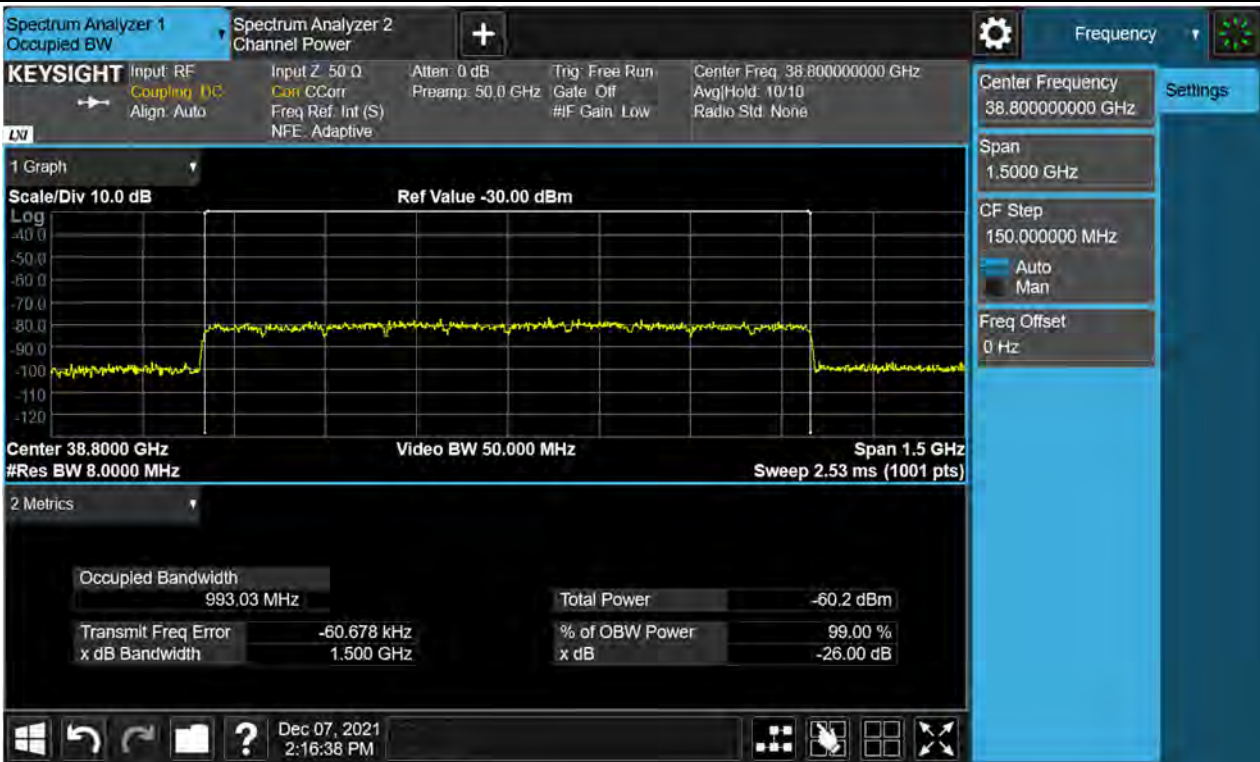 Spectrum Analyzer 1
Occupied BW
Spectrum Analyzer 2
Channel Power
+
Frequency
KEYSIGHT
LXI
Input: RF
Coupling: DC
Align: Auto
Input Z: 50 Ω
Corr CCorr
Freq Ref: Int (S)
NFE: Adaptive
Atten: 0 dB
Preamp: 50.0 GHz
Trig: Free Run
Gate: Off
#IF Gain: Low
Center Freq: 38.800000000 GHz
Avg|Hold: 10/10
Radio Std: None
Center Frequency
38.800000000 GHz
Settings
Span
1.5000 GHz
CF Step
150.000000 MHz
Auto
Man
Freq Offset
0 Hz
1 Graph
Scale/Div 10.0 dB
Ref Value -30.00 dBm
Log
-40.0
-50.0
-60.0
-70.0
-80.0
-90.0
-100
-110
-120
Center 38.8000 GHz
Video BW 50.000 MHz
Span 1.5 GHz
#Res BW 8.0000 MHz
Sweep 2.53 ms (1001 pts)
2 Metrics
Occupied Bandwidth
993.03 MHz
Total Power -60.2 dBm
Transmit Freq Error -60.678 kHz
% of OBW Power 99.00 %
x dB Bandwidth 1.500 GHz
x dB -26.00 dB
?
Dec 07, 2021
2:16:38 PM